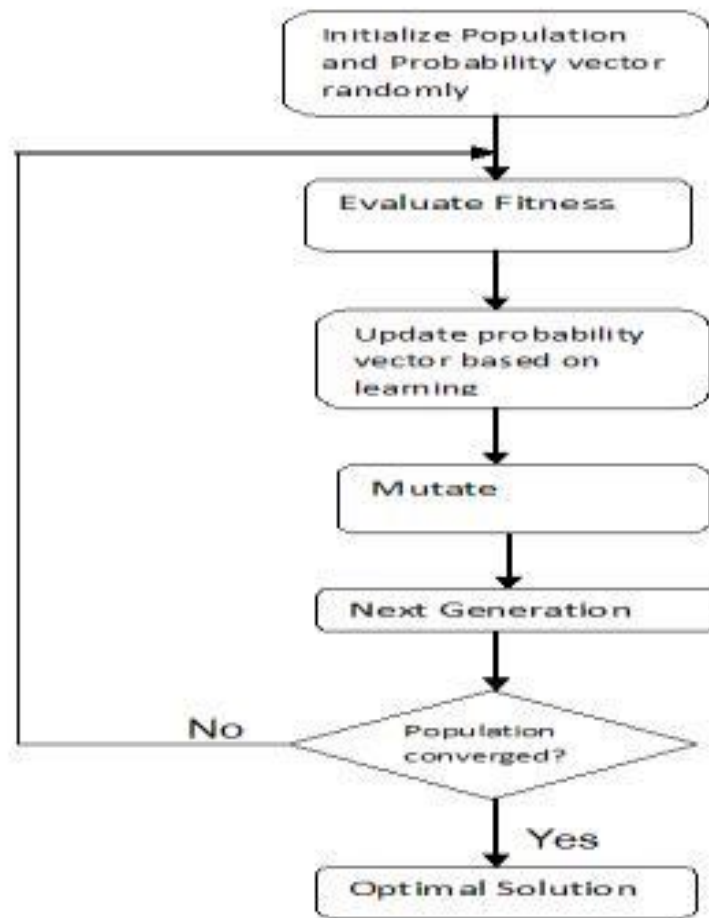 Initialize Population
and Probability vector
randomly
Evaluate Fitness
Update probability
vector based on
learning
Mutate
Next Generation
No
Population
converged?
Yes
Optimal Solution